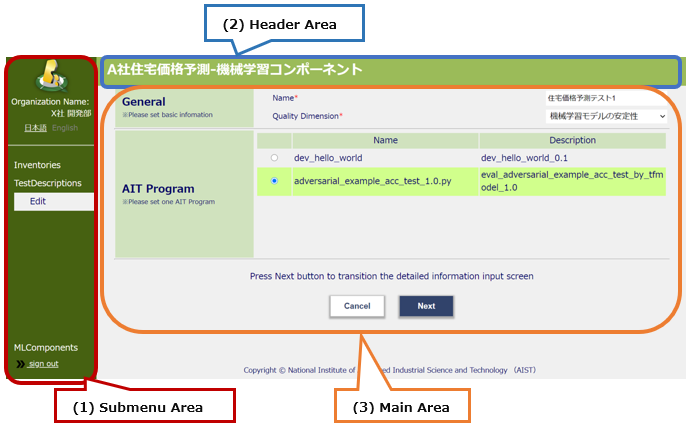 (2) Header Area
A社住宅価格予測-機械学習コンポーネント
Organization Name:
X社 開発部
日本語 English
Inventories
TestDescriptions
Edit
MLComponents
sign out
General
※Please set basic infomation
Name*
住宅価格予測テスト1
Quality Dimension*
機械学習モデルの安定性
AIT Program
※Please set one AIT Program
Name Description
dev_hello_world dev_hello_world_0.1
adversarial_example_acc_test_1.0.py eval_adversarial_example_acc_test_by_tfm
odel_1.0
Press Next button to transition the detailed information input screen
Cancel Next
Copyright © National Institute of ed Industrial Science and Technology （AIST）
(1) Submenu Area
(3) Main Area